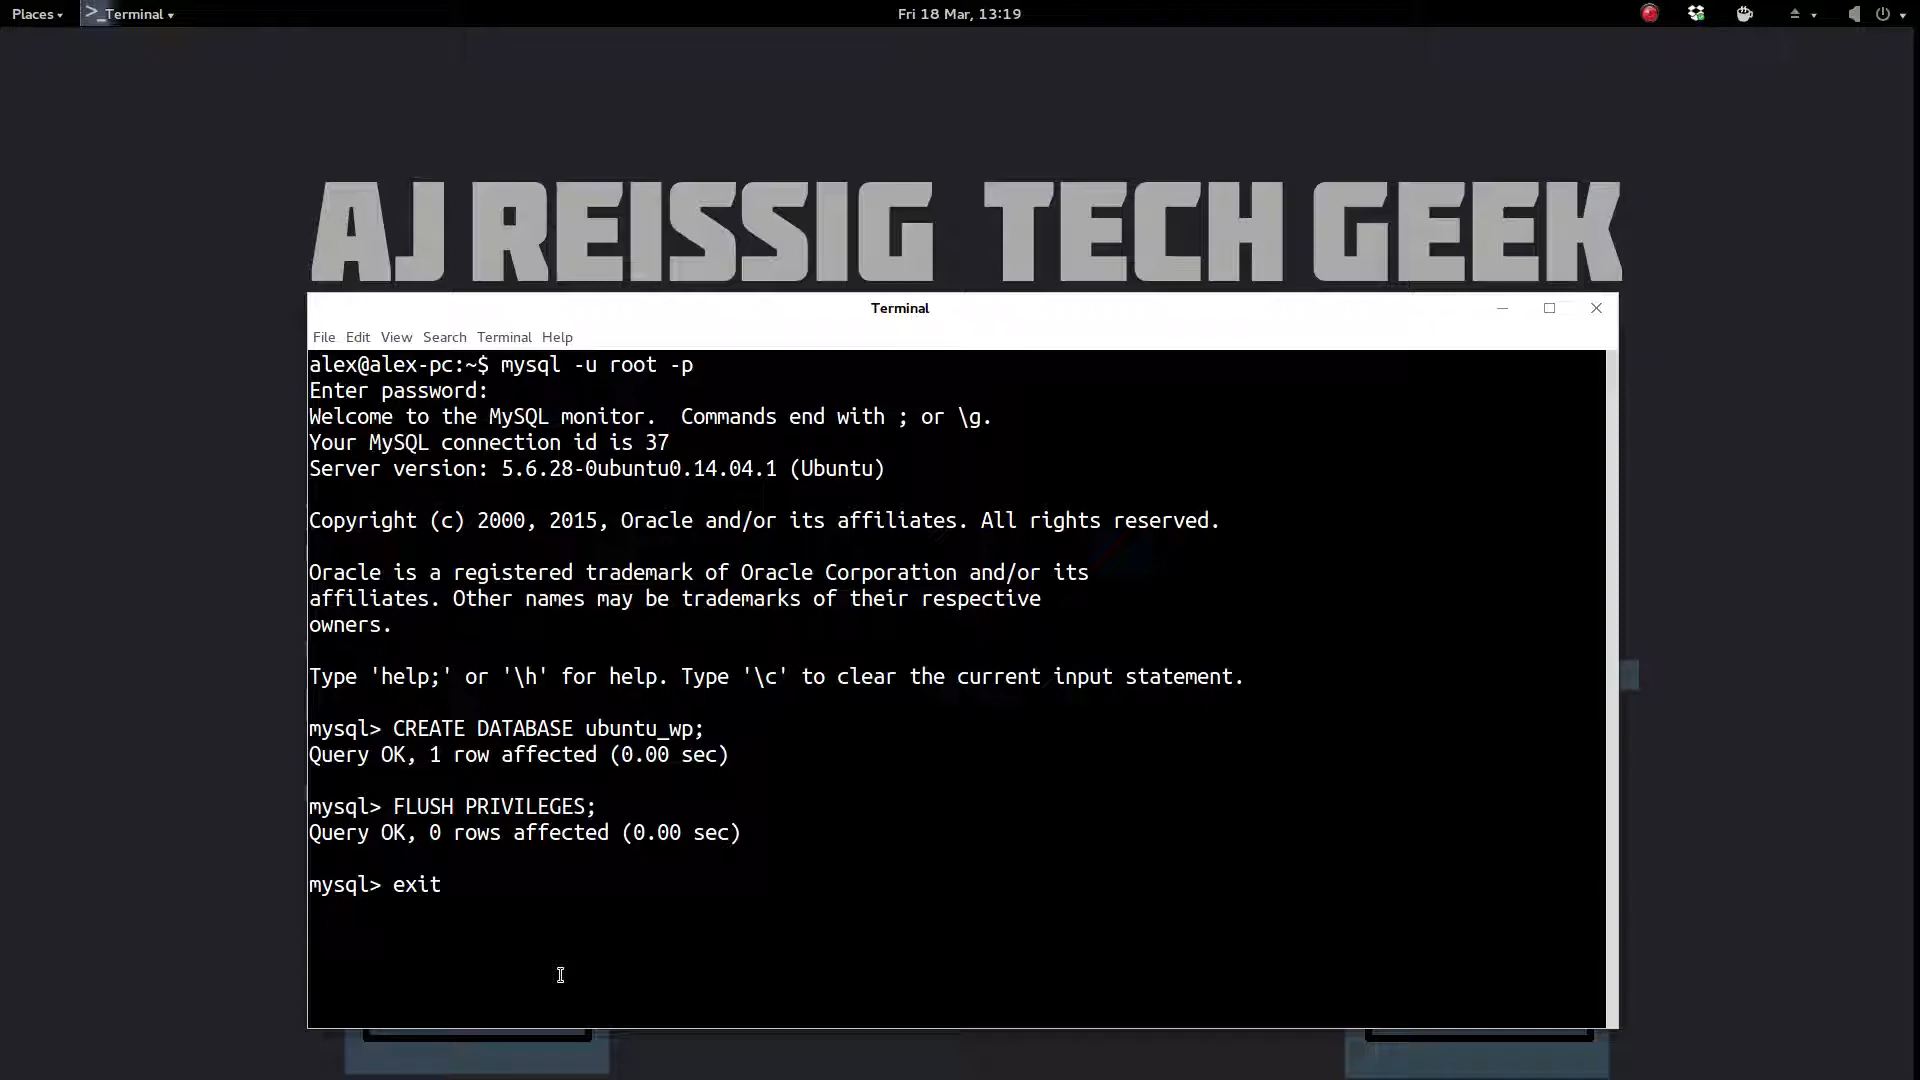 Places
Terminal
Fri 18 Mar, 13:19
AJ REISSIG TECH GEEK
Terminal
File Edit View Search Terminal Help
alex@alex-pc:~$ mysql -u root -p
Enter password:
Welcome to the MySQL monitor.  Commands end with ; or \g.
Your MySQL connection id is 37
Server version: 5.6.28-0ubuntu0.14.04.1 (Ubuntu)
Copyright (c) 2000, 2015, Oracle and/or its affiliates. All rights reserved.
Oracle is a registered trademark of Oracle Corporation and/or its
affiliates. Other names may be trademarks of their respective
owners.
Type 'help;' or '\h' for help. Type '\c' to clear the current input statement.
mysql> CREATE DATABASE ubuntu_wp;
Query OK, 1 row affected (0.00 sec)
mysql> FLUSH PRIVILEGES;
Query OK, 0 rows affected (0.00 sec)
mysql> exit